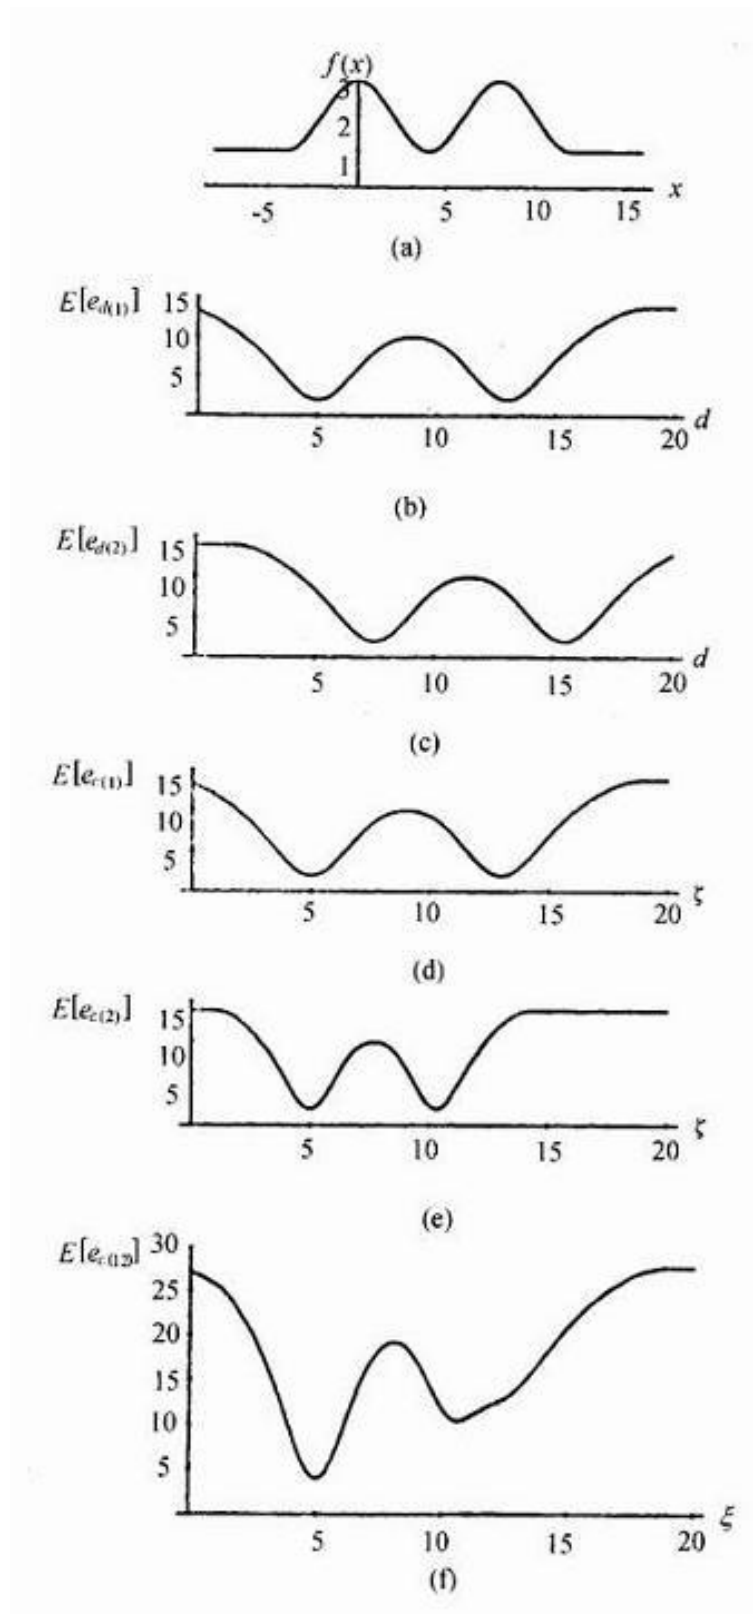 f(x)
3
2
1
-5 5 10 15 x
(a)
E[e_{d(1)}] 15
10
5
5 10 15 20 d
(b)
E[e_{d(2)}] 15
10
5
5 10 15 20 d
(c)
E[e_{c(1)}] 15
10
5
5 10 15 20 ζ
(d)
E[e_{c(2)}] 15
10
5
5 10 15 20 ζ
(e)
E[e_{c(12)}] 30
25
20
15
10
5
5 10 15 20 ξ
(f)